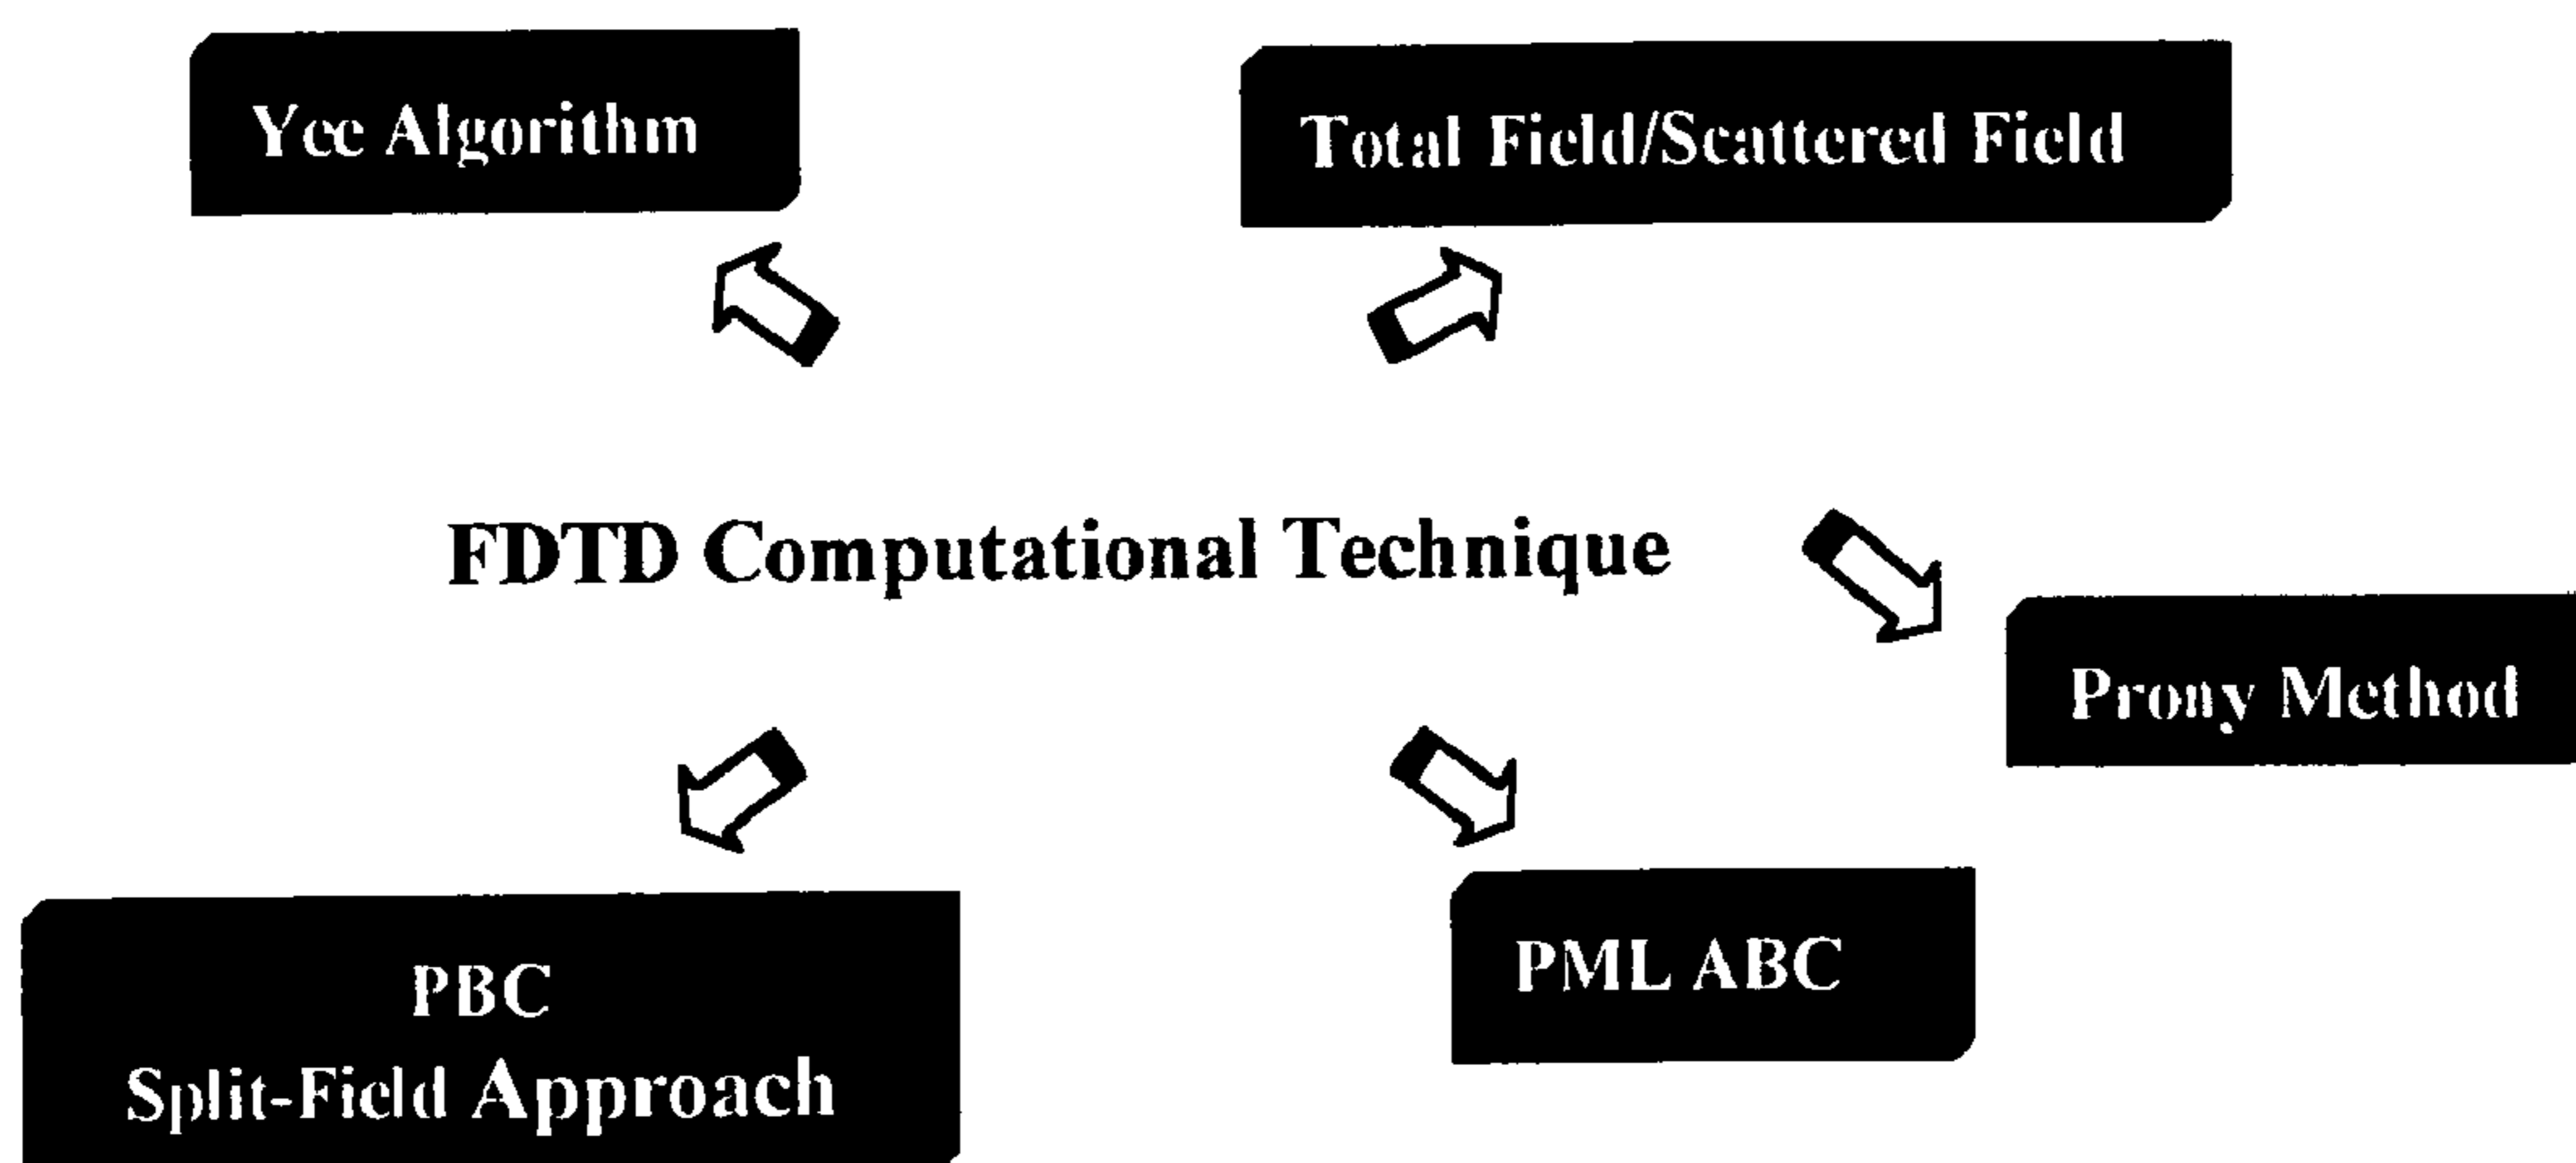 Yee Algorithm
Total Field/Scattered Field
FDTD Computational Technique
Prony Method
PML ABC
PBC
Split-Field Approach